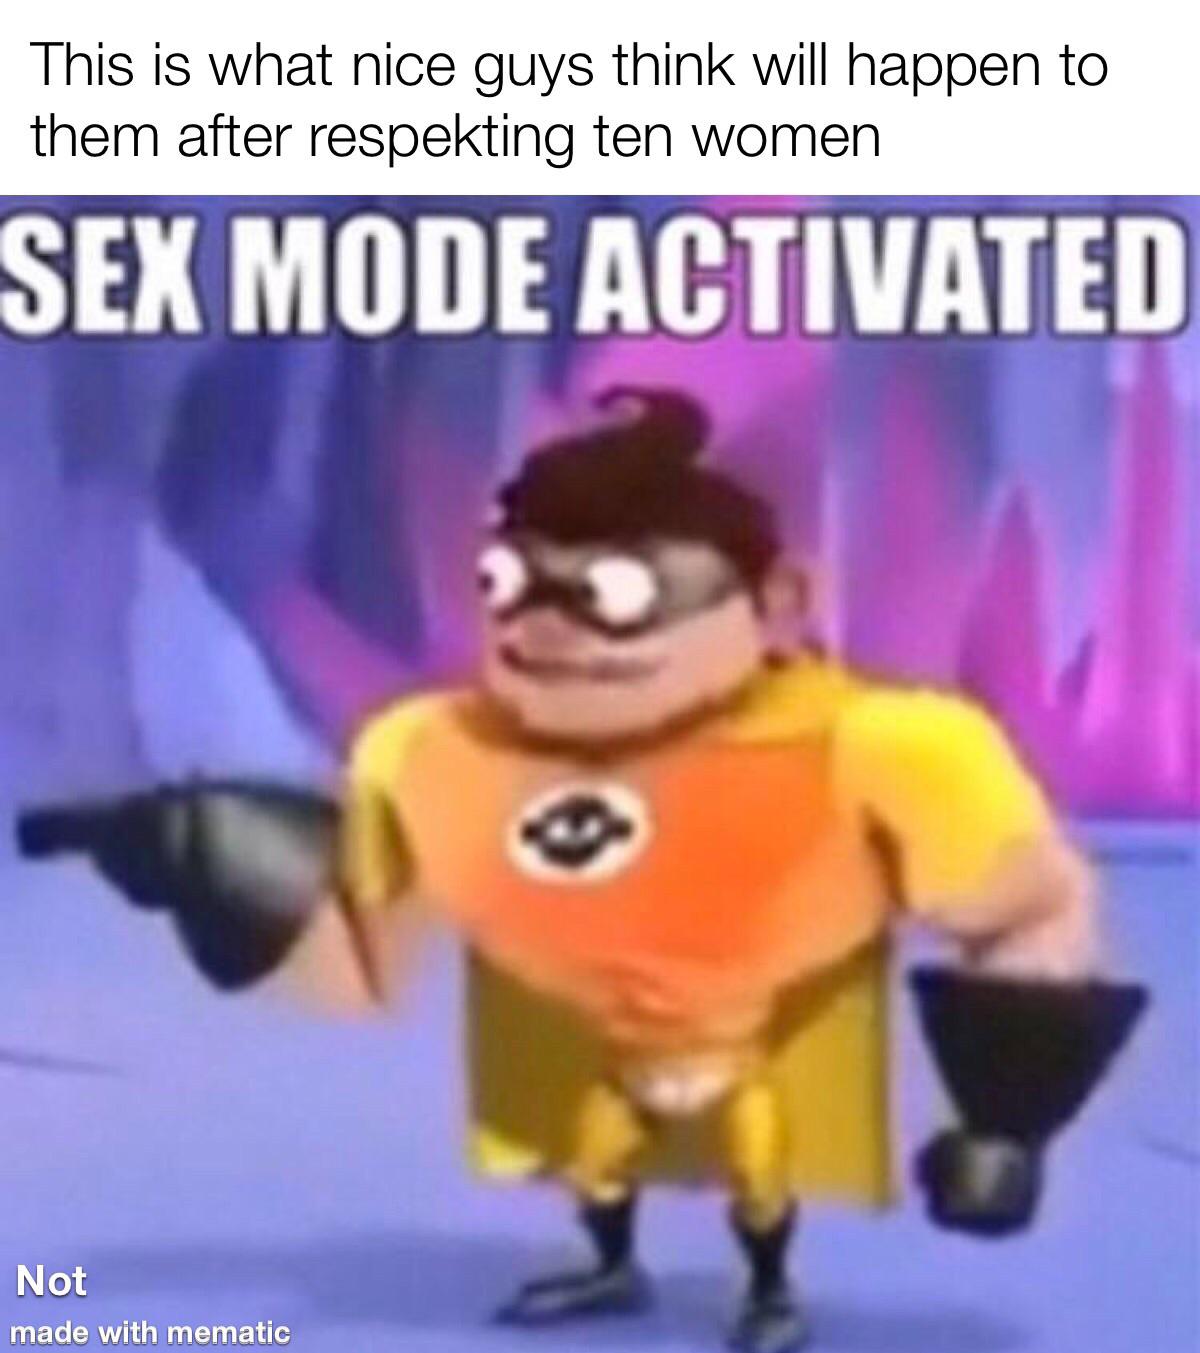 This is what nice guys think will happen to
them after respekting ten women
SEX MODE ACTIVATED
Not
made with mematic